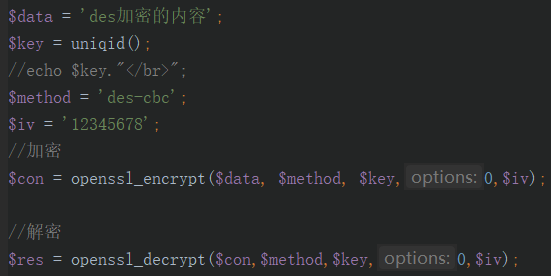 $data = 'des加密的内容';
$key = uniqid();
//echo $key."</br>";
$method = 'des-cbc';
$iv = '12345678';
//加密
$con = openssl_encrypt($data, $method, $key, options: 0,$iv);
//解密
$res = openssl_decrypt($con,$method,$key, options: 0,$iv);